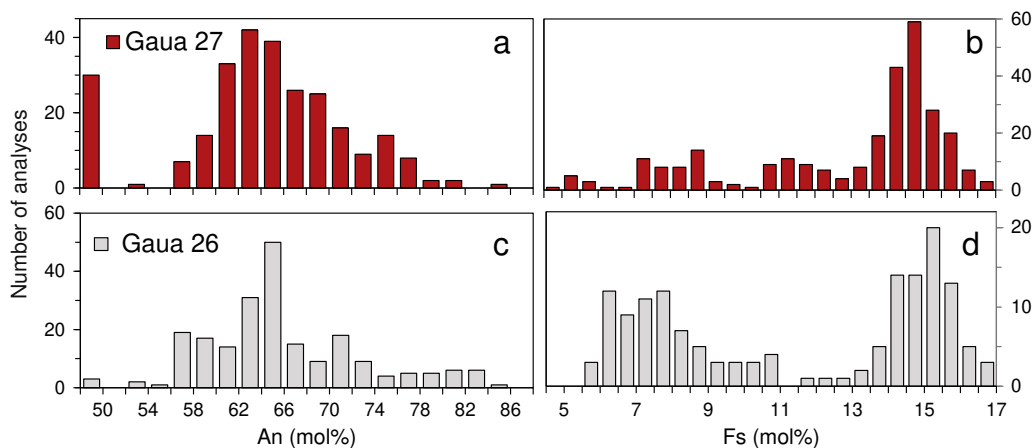 Gaua 27
a
b
40
20
0
60
40
20
0
Number of analyses
Gaua 26
c
d
60
40
20
0
20
10
0
50 54 58 62 66 70 74 78 82 86
5 7 9 11 13 15 17
An (mol%)
Fs (mol%)